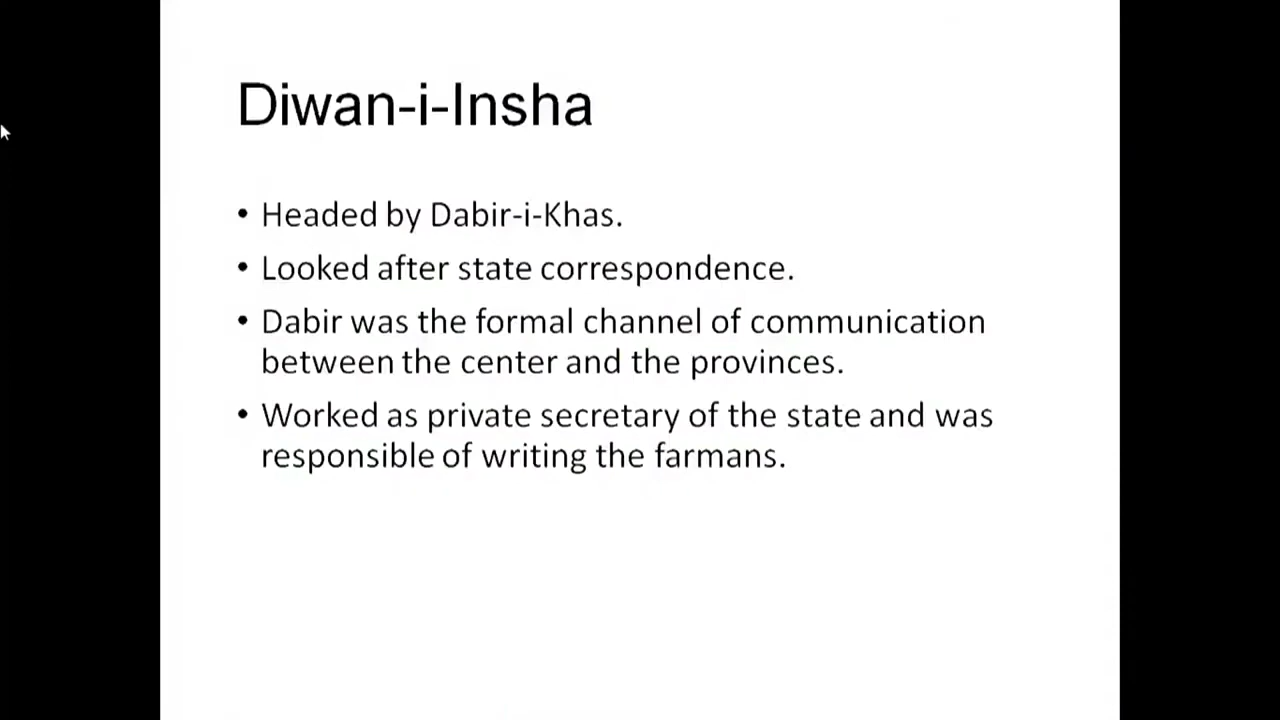 Diwan-i-Insha
• Headed by Dabir-i-Khas.
• Looked after state correspondence.
• Dabir was the formal channel of communication
between the center and the provinces.
• Worked as private secretary of the state and was
responsible of writing the farmans.